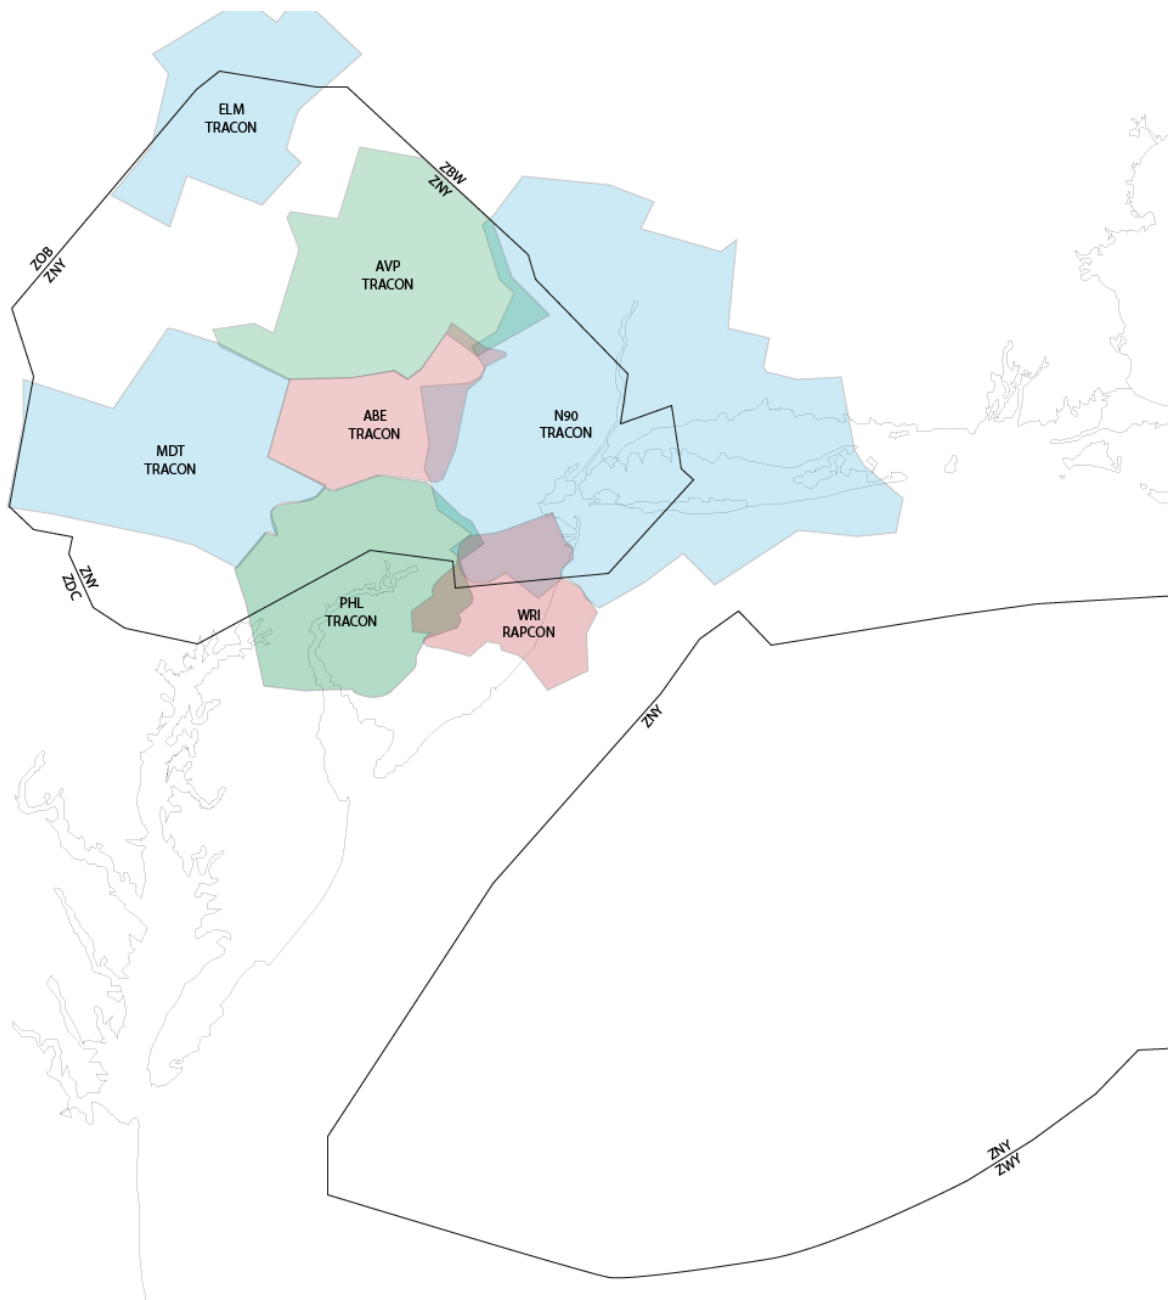 ELM
TRACON
ZBW
ZNY
ZOB
ZNY
AVP
TRACON
ABE
TRACON
N90
TRACON
MDT
TRACON
ZNY
ZDC
PHL
TRACON
WRI
RAPCON
ZNY
ZNY
ZWY